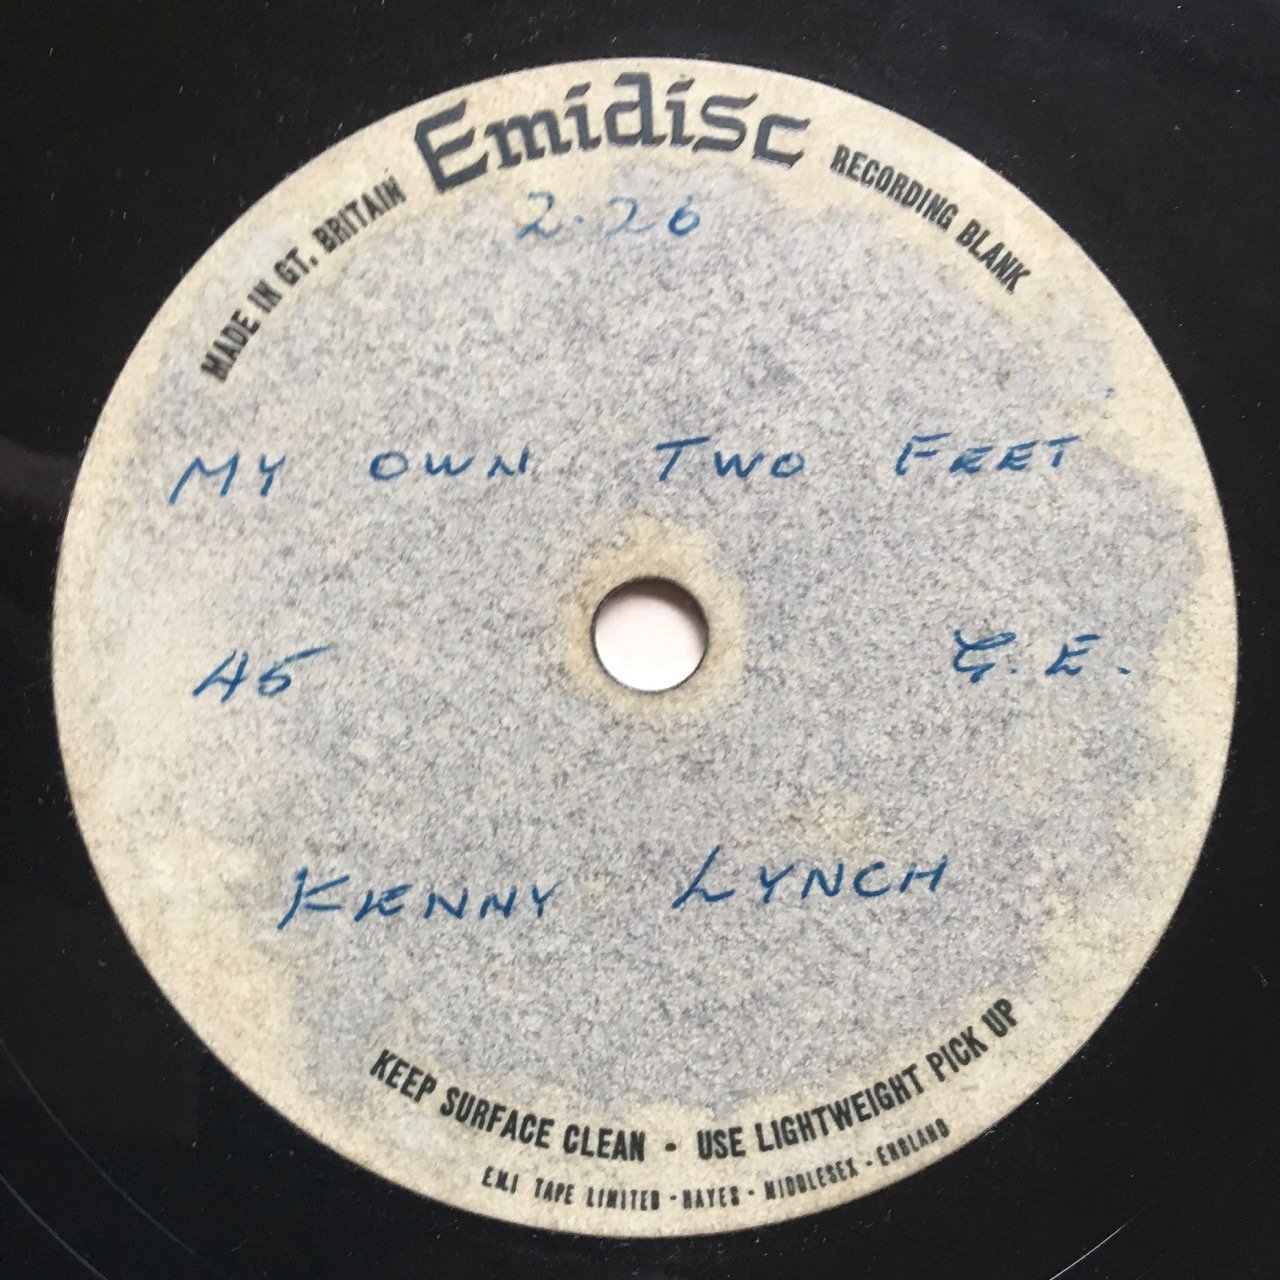 Emidisc
MADE IN GT. BRITAIN
RECORDING BLANK
2.26
MY OWN TWO FEET
45
G.E.
KENNY LYNCH
KEEP SURFACE CLEAN - USE LIGHTWEIGHT PICK UP
E.M.I TAPE LIMITED - HAYES - MIDDLESEX - ENGLAND